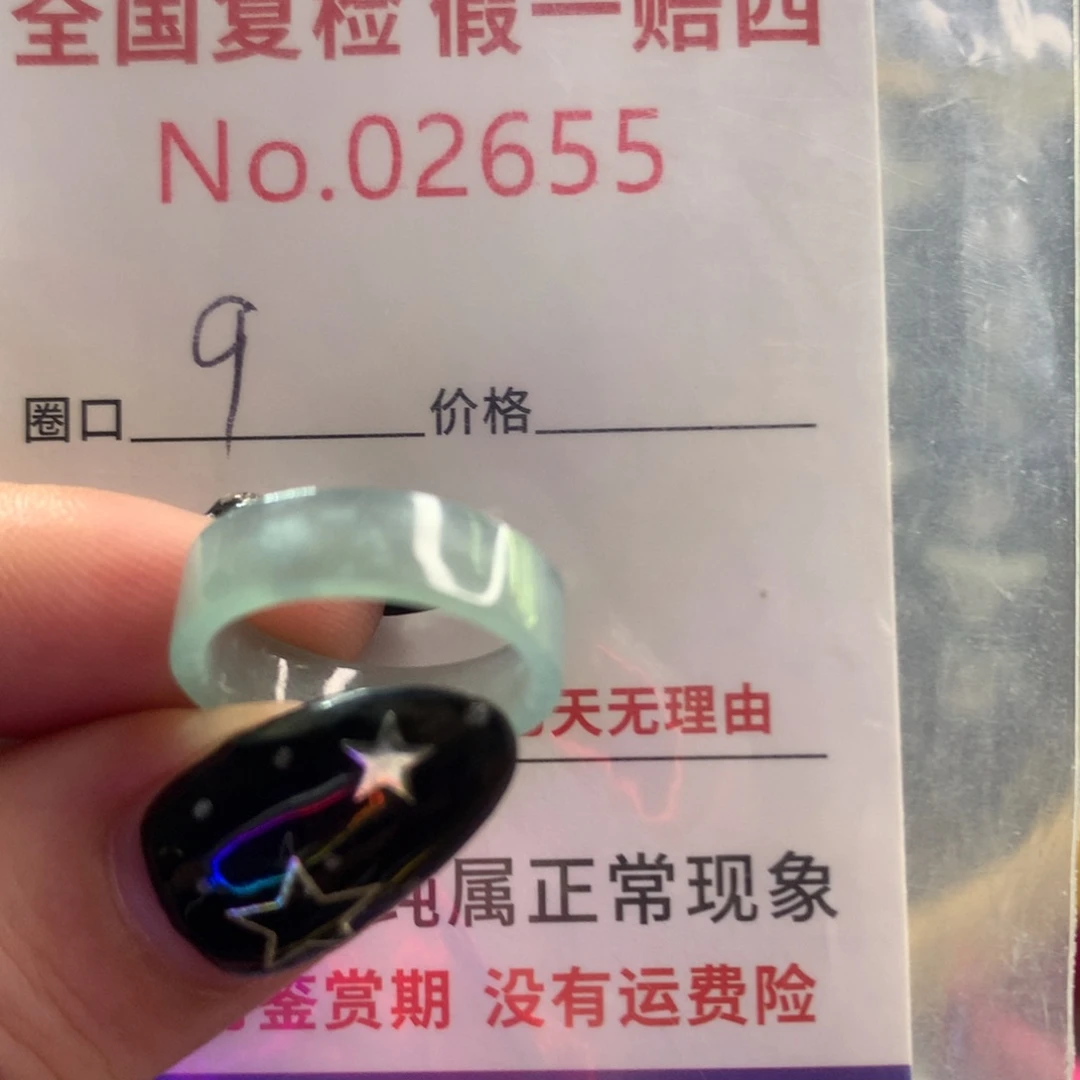 全国复检 假一赔四
No.02655
圈口 9 价格
天无理由
纯属正常现象
鉴赏期 没有运费险